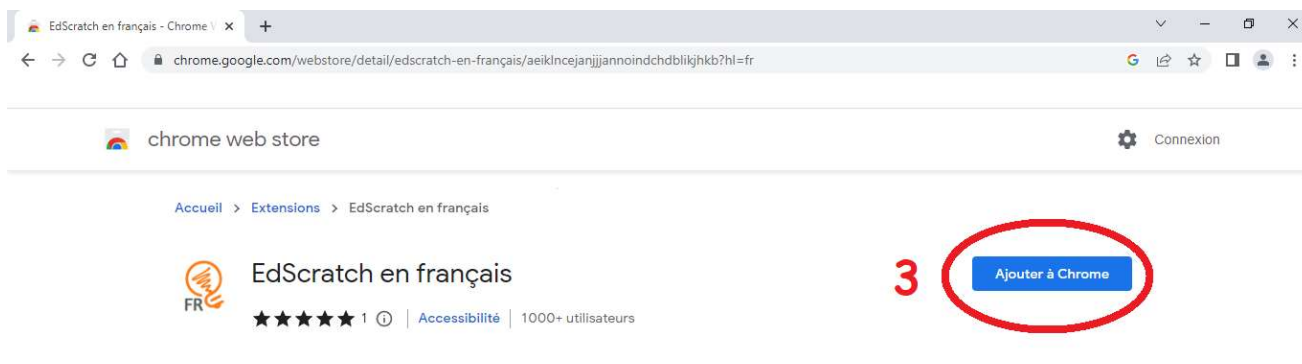 EdScratch en français - Chrome V
chrome.google.com/webstore/detail/edscratch-en-français/aeiklncejanjjjannoindchdblikjhkb?hl=fr
chrome web store
Connexion
Accueil > Extensions > EdScratch en français
FR
EdScratch en français
3
Ajouter à Chrome
1 | Accessibilité | 1000+ utilisateurs